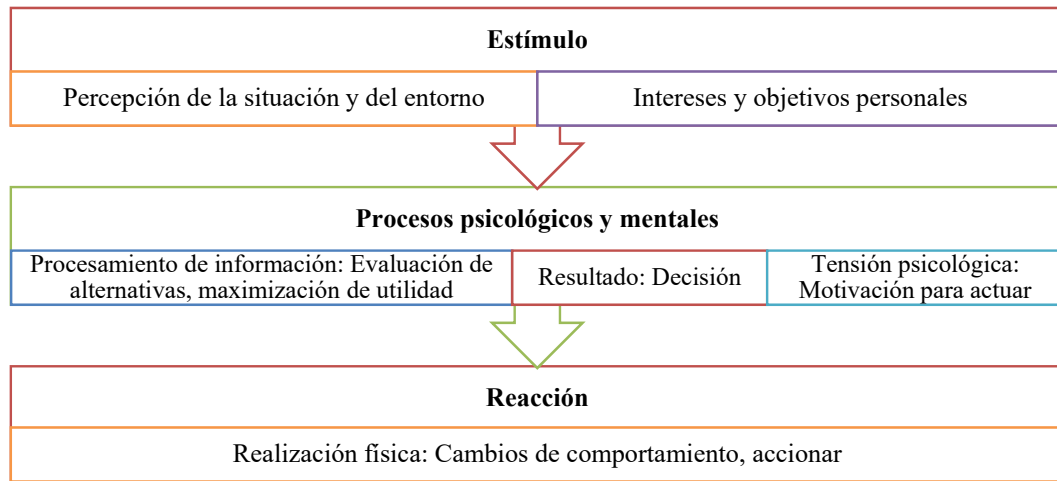 Estímulo
Percepción de la situación y del entorno
Intereses y objetivos personales
Procesos psicológicos y mentales
Procesamiento de información: Evaluación de
alternativas, maximización de utilidad
Resultado: Decisión
Tensión psicológica:
Motivación para actuar
Reacción
Realización física: Cambios de comportamiento, accionar